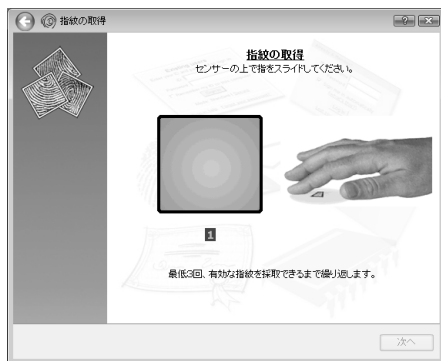 指紋の取得
指紋の取得
センサーの上で指をスライドしてください。
1
最低3回、有効な指紋を採取できるまで繰り返します。
次へ